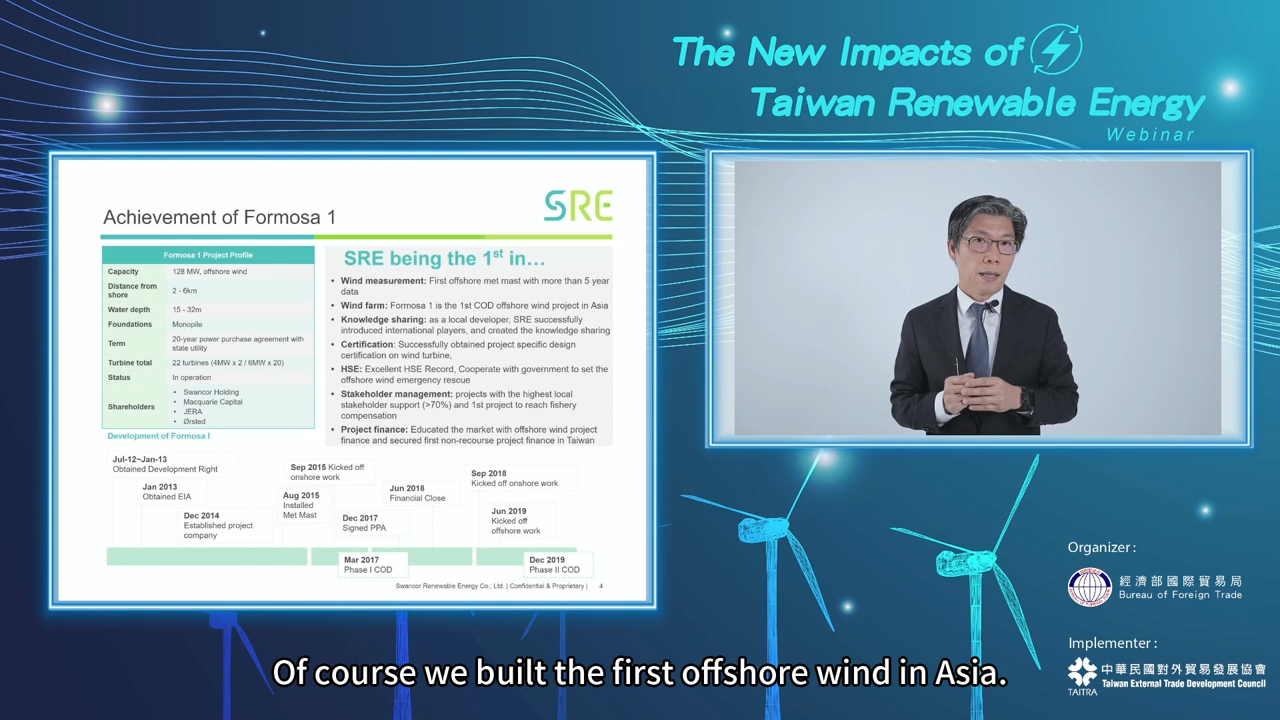 The New Impacts of
Taiwan Renewable Energy
Webinar
SRE
Achievement of Formosa 1
Formosa 1 Project Profile
Capacity 128 MW, offshore wind
Distance from shore 2 - 6km
Water depth 15 - 32m
Foundations Monopile
Term 20-year power purchase agreement with state utility
Turbine total 22 turbines (4MW x 2 / 6MW x 20)
Status In operation
Shareholders
• Swancor Holding
• Macquarie Capital
• JERA
• Ørsted
SRE being the 1st in…
• Wind measurement: First offshore met mast with more than 5 year
data
• Wind farm: Formosa 1 is the 1st COD offshore wind project in Asia
• Knowledge sharing: as a local developer, SRE successfully
introduced international players, and created the knowledge sharing
• Certification: Successfully obtained project specific design
certification on wind turbine,
• HSE: Excellent HSE Record, Cooperate with government to set the
offshore wind emergency rescue
• Stakeholder management: projects with the highest local
stakeholder support (>70%) and 1st project to reach fishery
compensation
• Project finance: Educated the market with offshore wind project
finance and secured first non-recourse project finance in Taiwan
Development of Formosa I
Jul-12~Jan-13
Obtained Development Right
Jan 2013
Obtained EIA
Dec 2014
Established project
company
Sep 2015 Kicked off
onshore work
Aug 2015
Installed
Met Mast
Dec 2017
Signed PPA
Mar 2017
Phase I COD
Jun 2018
Financial Close
Sep 2018
Kicked off onshore work
Jun 2019
Kicked off
offshore work
Dec 2019
Phase II COD
Swancor Renewable Energy Co., Ltd. | Confidential & Proprietary | 4
Organizer :
經濟部國際貿易局
Bureau of Foreign Trade
Implementer :
TAITRA
中華民國對外貿易發展協會
Taiwan External Trade Development Council
Of course we built the first offshore wind in Asia.